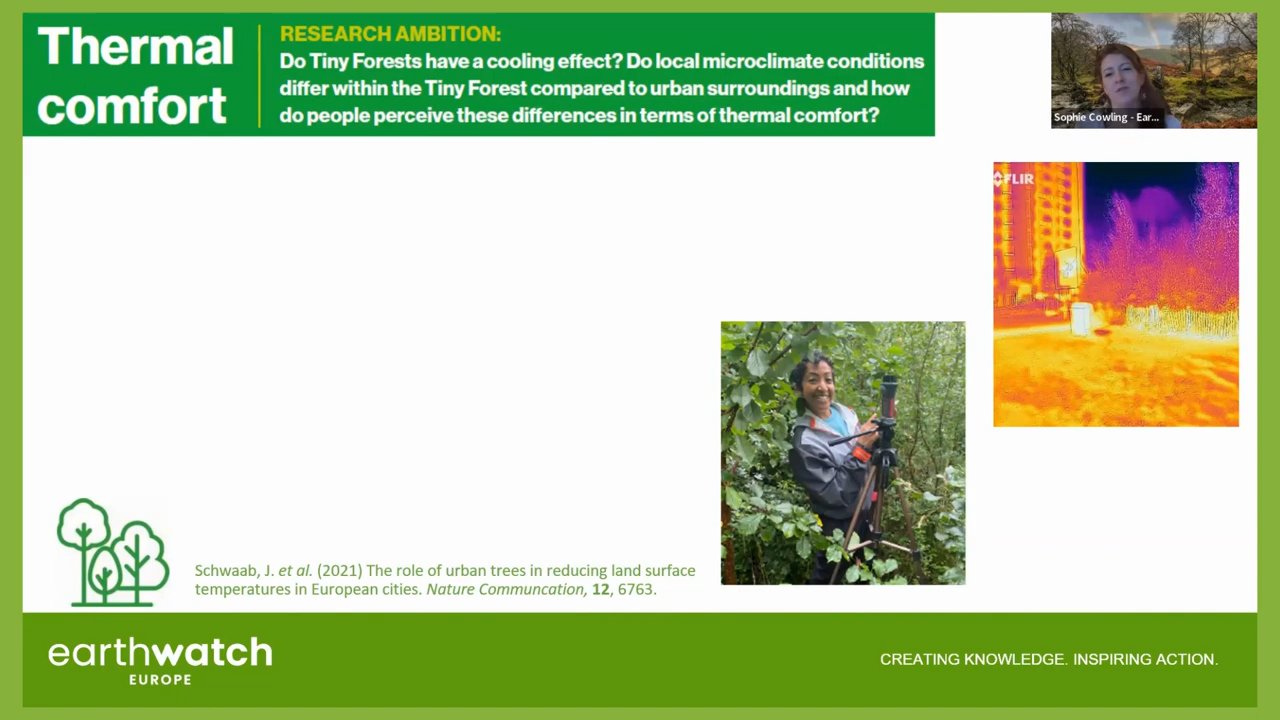 Thermal
comfort
RESEARCH AMBITION:
Do Tiny Forests have a cooling effect? Do local microclimate conditions
differ within the Tiny Forest compared to urban surroundings and how
do people perceive these differences in terms of thermal comfort?
Sophie Cowling - Ear...
FLIR
Schwaab, J. et al. (2021) The role of urban trees in reducing land surface
temperatures in European cities. Nature Communcation, 12, 6763.
earthwatch
EUROPE
CREATING KNOWLEDGE. INSPIRING ACTION.